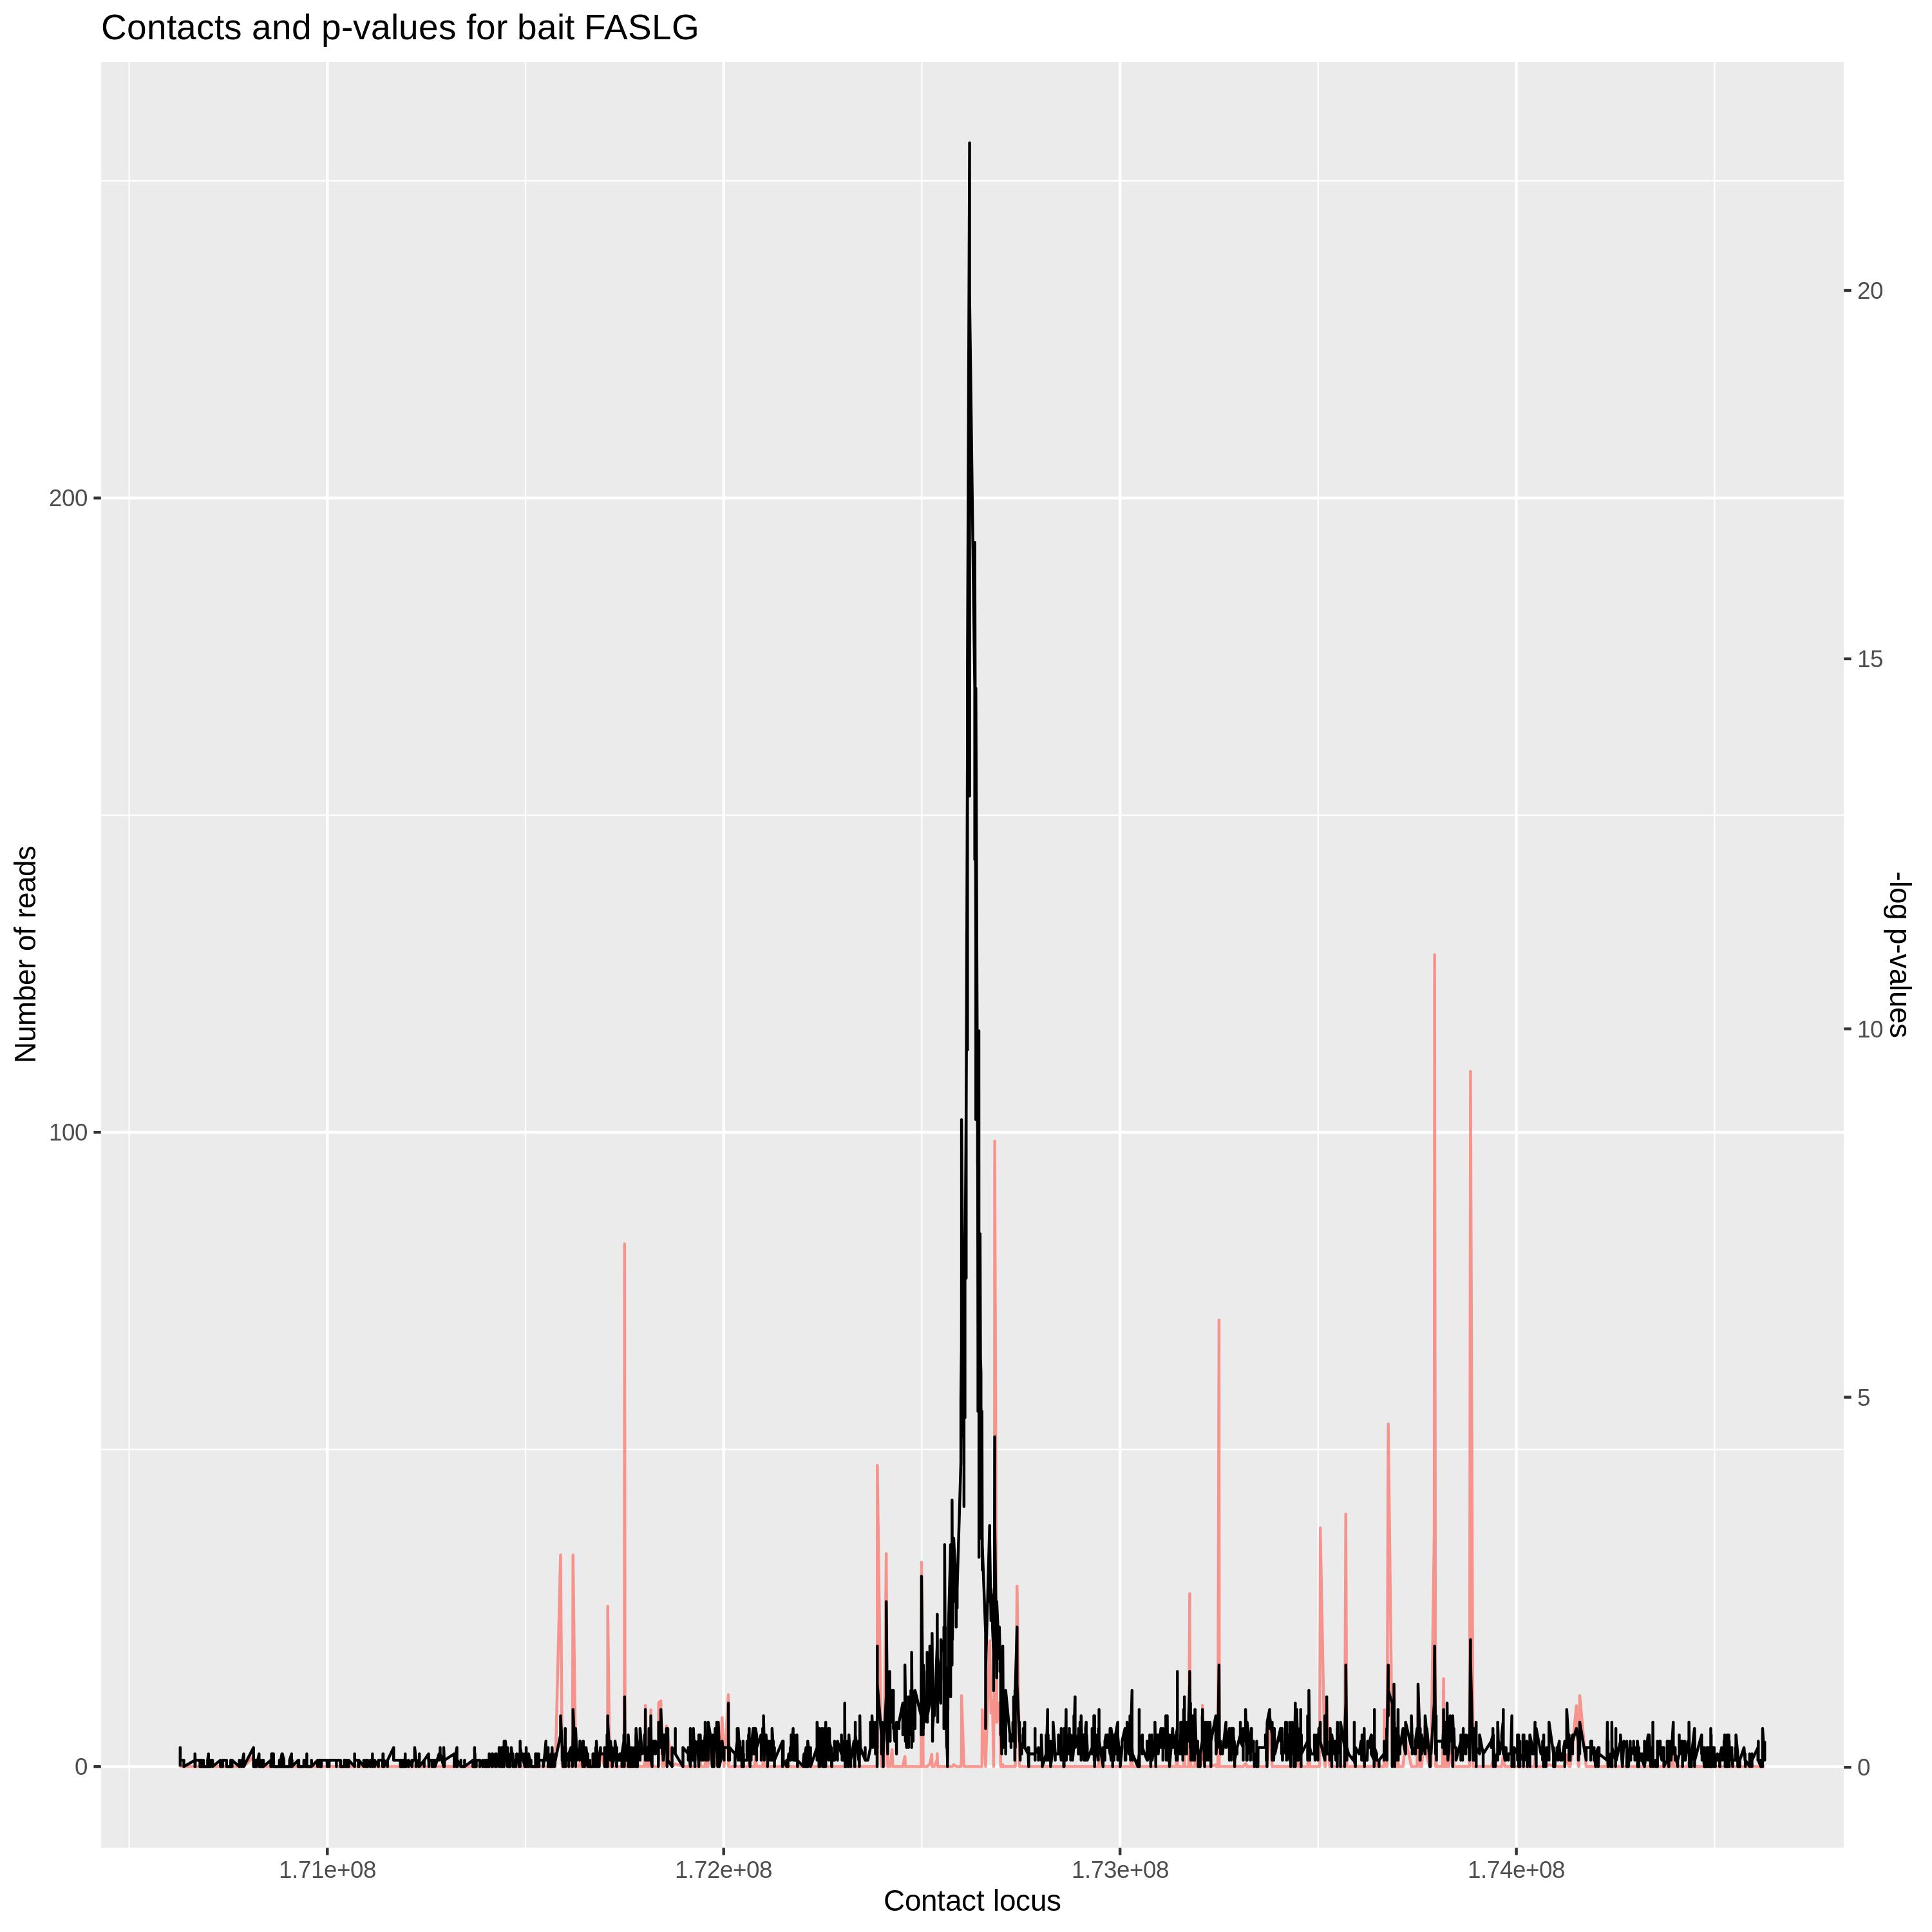 Contacts and p-values for bait FASLG
Number of reads
200
100
0
20
15
10
5
0
-log p-values
1.71e+08 1.72e+08 1.73e+08 1.74e+08
Contact locus